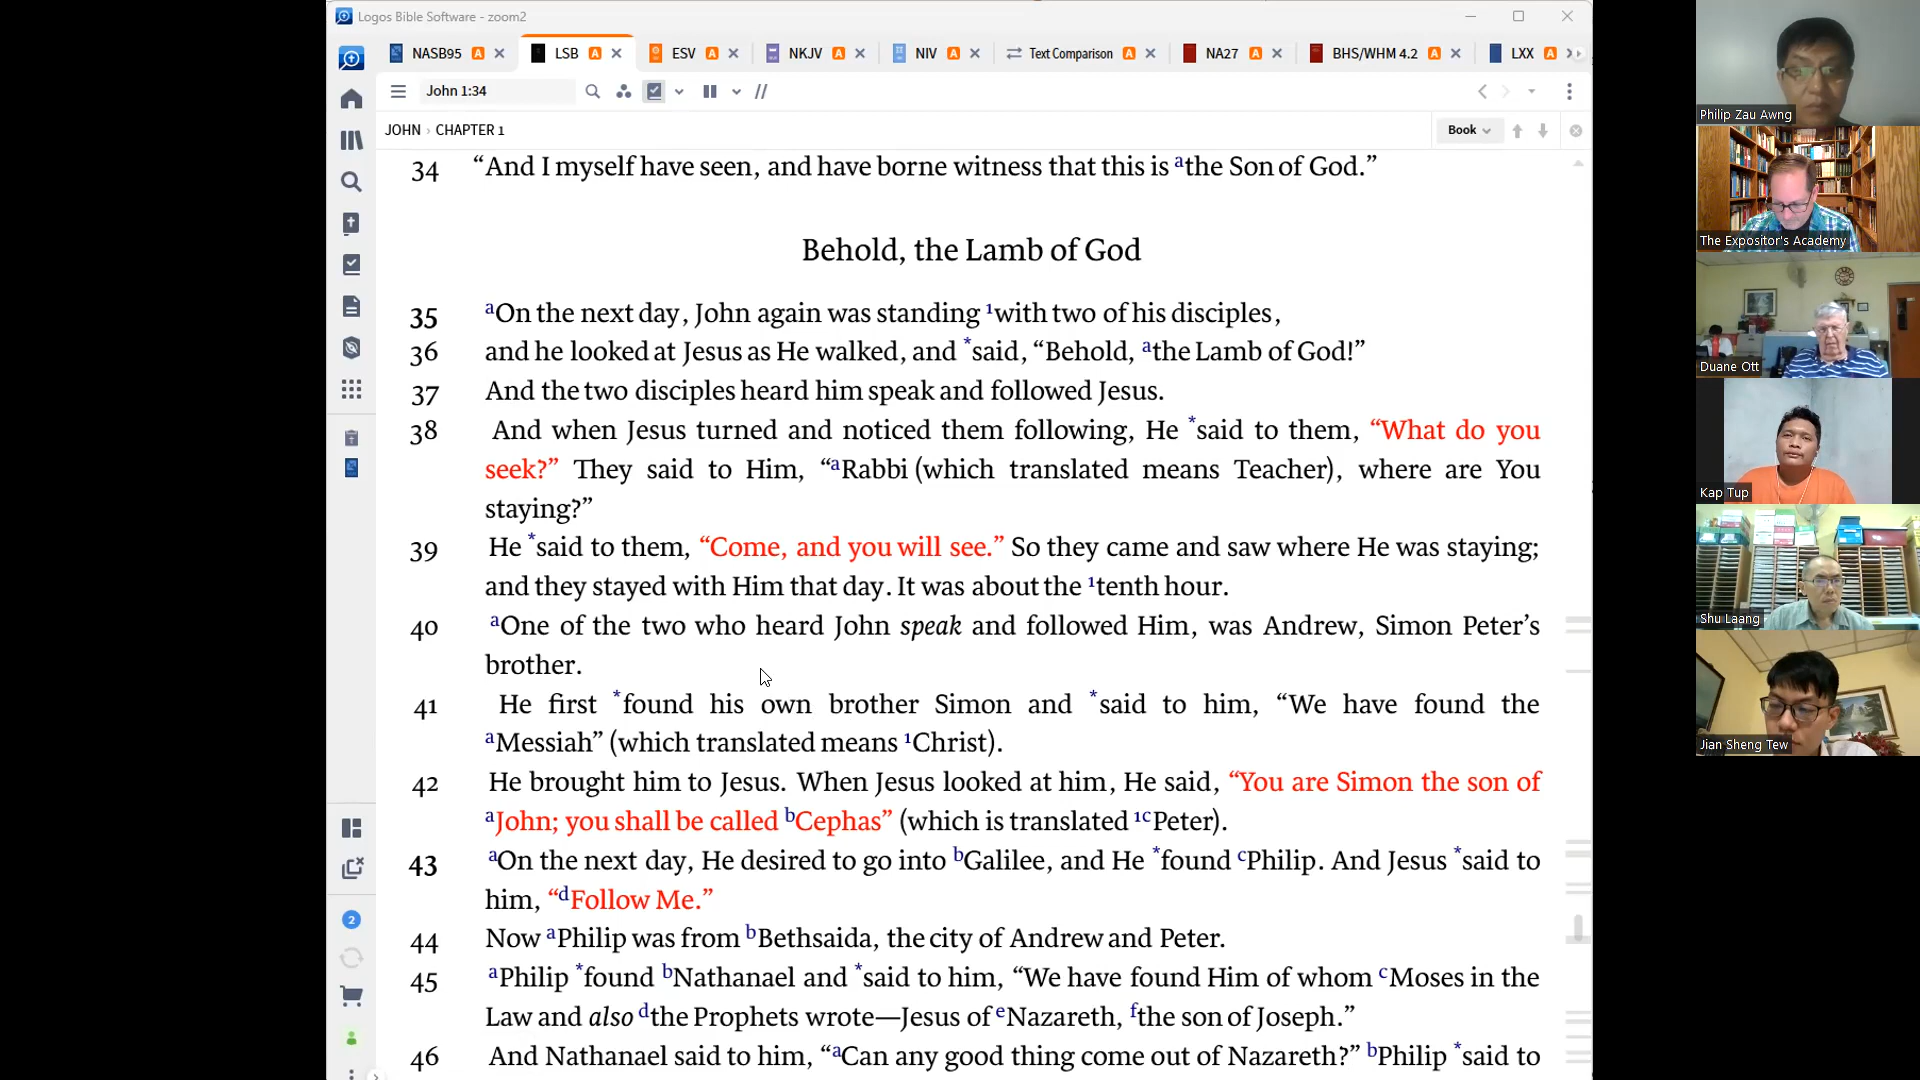 Logos Bible Software - zoom2
NASB95 A LSB A ESV A NKJV A NIV A Text Comparison A NA27 A BHS/WHM 4.2 A LXX A
John 1:34
JOHN › CHAPTER 1
Book
34 “And I myself have seen, and have borne witness that this is ᵃthe Son of God.”
Behold, the Lamb of God
35 ᵃOn the next day, John again was standing ¹with two of his disciples,
36 and he looked at Jesus as He walked, and *said, “Behold, ᵃthe Lamb of God!”
37 And the two disciples heard him speak and followed Jesus.
38 And when Jesus turned and noticed them following, He *said to them, “What do you
seek?” They said to Him, “ᵃRabbi (which translated means Teacher), where are You
staying?”
39 He *said to them, “Come, and you will see.” So they came and saw where He was staying;
and they stayed with Him that day. It was about the ¹tenth hour.
40 ᵃOne of the two who heard John speak and followed Him, was Andrew, Simon Peter’s
brother.
41 He first *found his own brother Simon and *said to him, “We have found the
ᵃMessiah” (which translated means ¹Christ).
42 He brought him to Jesus. When Jesus looked at him, He said, “You are Simon the son of
ᵃJohn; you shall be called ᵇCephas” (which is translated ¹ᶜPeter).
43 ᵃOn the next day, He desired to go into ᵇGalilee, and He *found ᶜPhilip. And Jesus *said to
him, “ᵈFollow Me.”
44 Now ᵃPhilip was from ᵇBethsaida, the city of Andrew and Peter.
45 ᵃPhilip *found ᵇNathanael and *said to him, “We have found Him of whom ᶜMoses in the
Law and also ᵈthe Prophets wrote—Jesus of ᵉNazareth, ᶠthe son of Joseph.”
46 And Nathanael said to him, “ᵃCan any good thing come out of Nazareth?” ᵇPhilip *said to
2
Philip Zau Awng
The Expositor's Academy
Duane Ott
Kap Tup
Shu Laang
Jian Sheng Tew